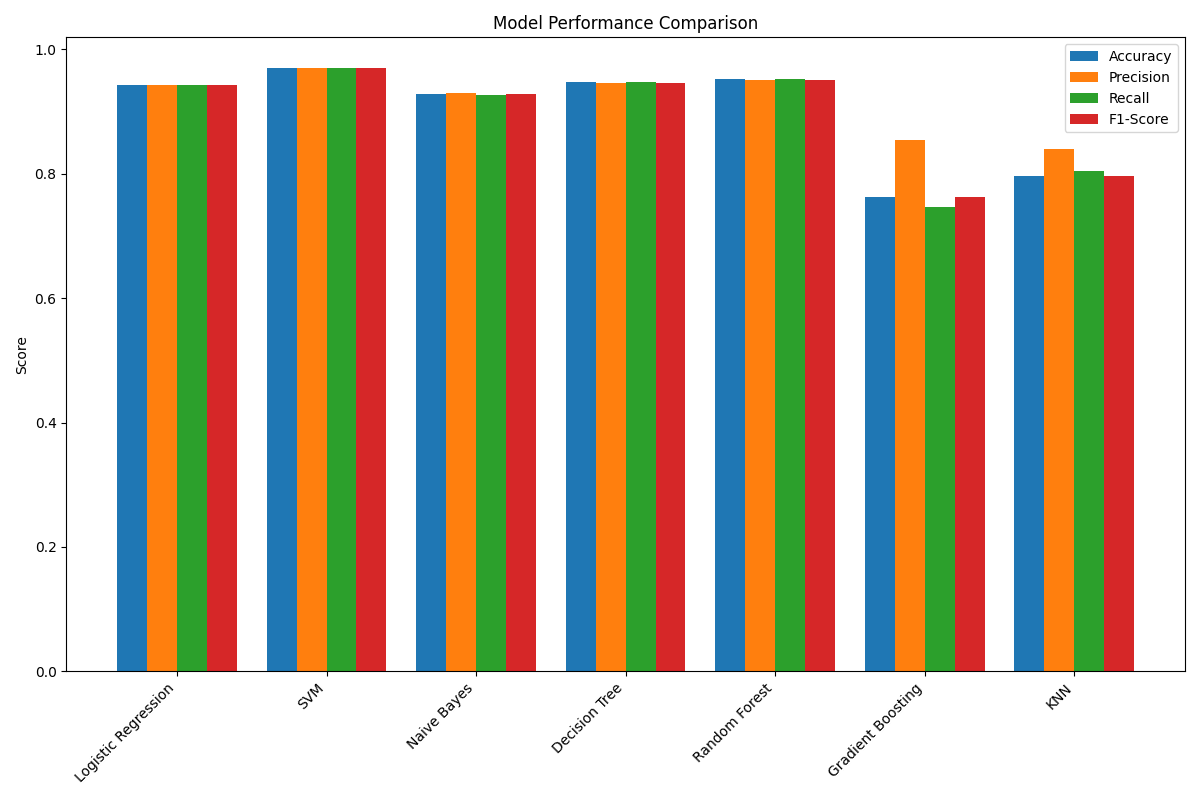 Model Performance Comparison
Accuracy
Precision
Recall
F1-Score
Score
1.0
0.8
0.6
0.4
0.2
0.0
Logistic Regression
SVM
Naive Bayes
Decision Tree
Random Forest
Gradient Boosting
KNN